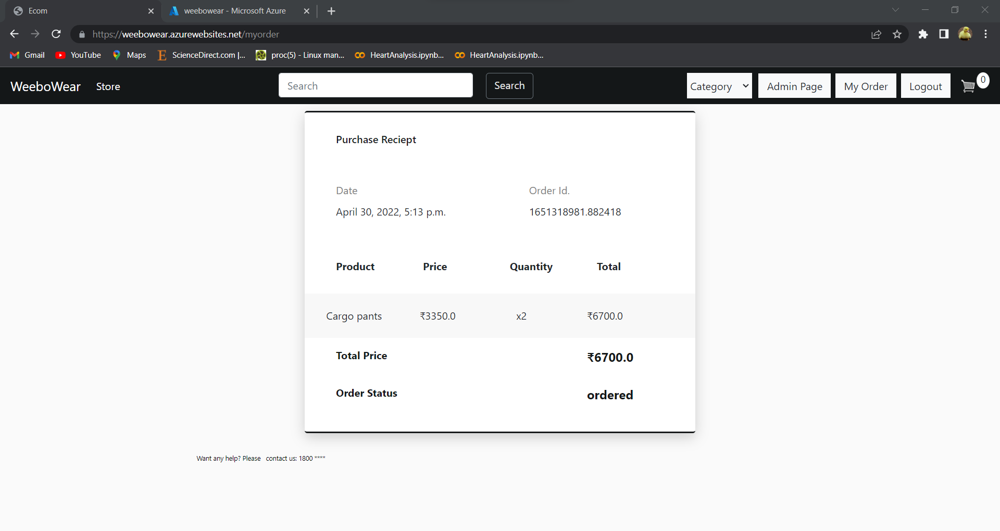 Ecom
weebowear - Microsoft Azure
https://weebowear.azurewebsites.net/myorder
Gmail YouTube Maps ScienceDirect.com |... proc(5) - Linux man... HeartAnalysis.ipynb... HeartAnalysis.ipynb...
WeeboWear Store Search Search Category Admin Page My Order Logout 0
Purchase Reciept
Date Order Id.
April 30, 2022, 5:13 p.m. 1651318981.882418
Product Price Quantity Total
Cargo pants ₹3350.0 x2 ₹6700.0
Total Price ₹6700.0
Order Status ordered
Want any help? Please contact us: 1800 ****